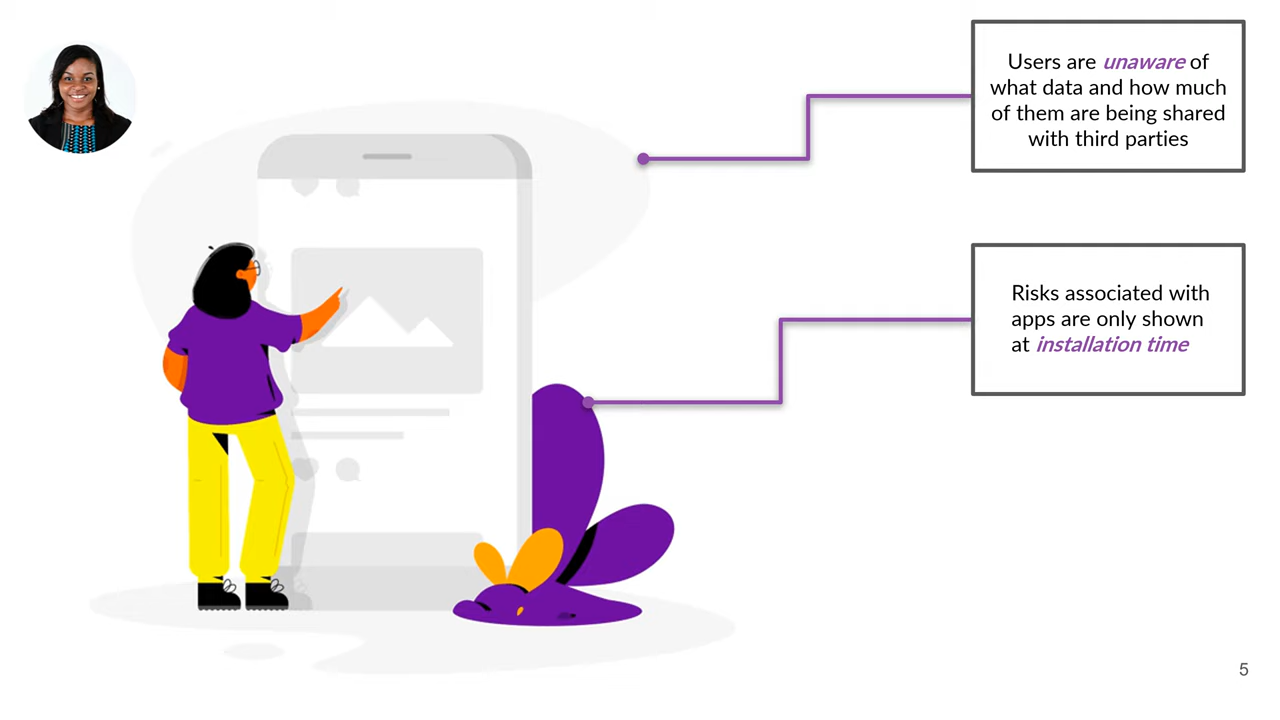 Users are unaware of
what data and how much
of them are being shared
with third parties
Risks associated with
apps are only shown
at installation time
5